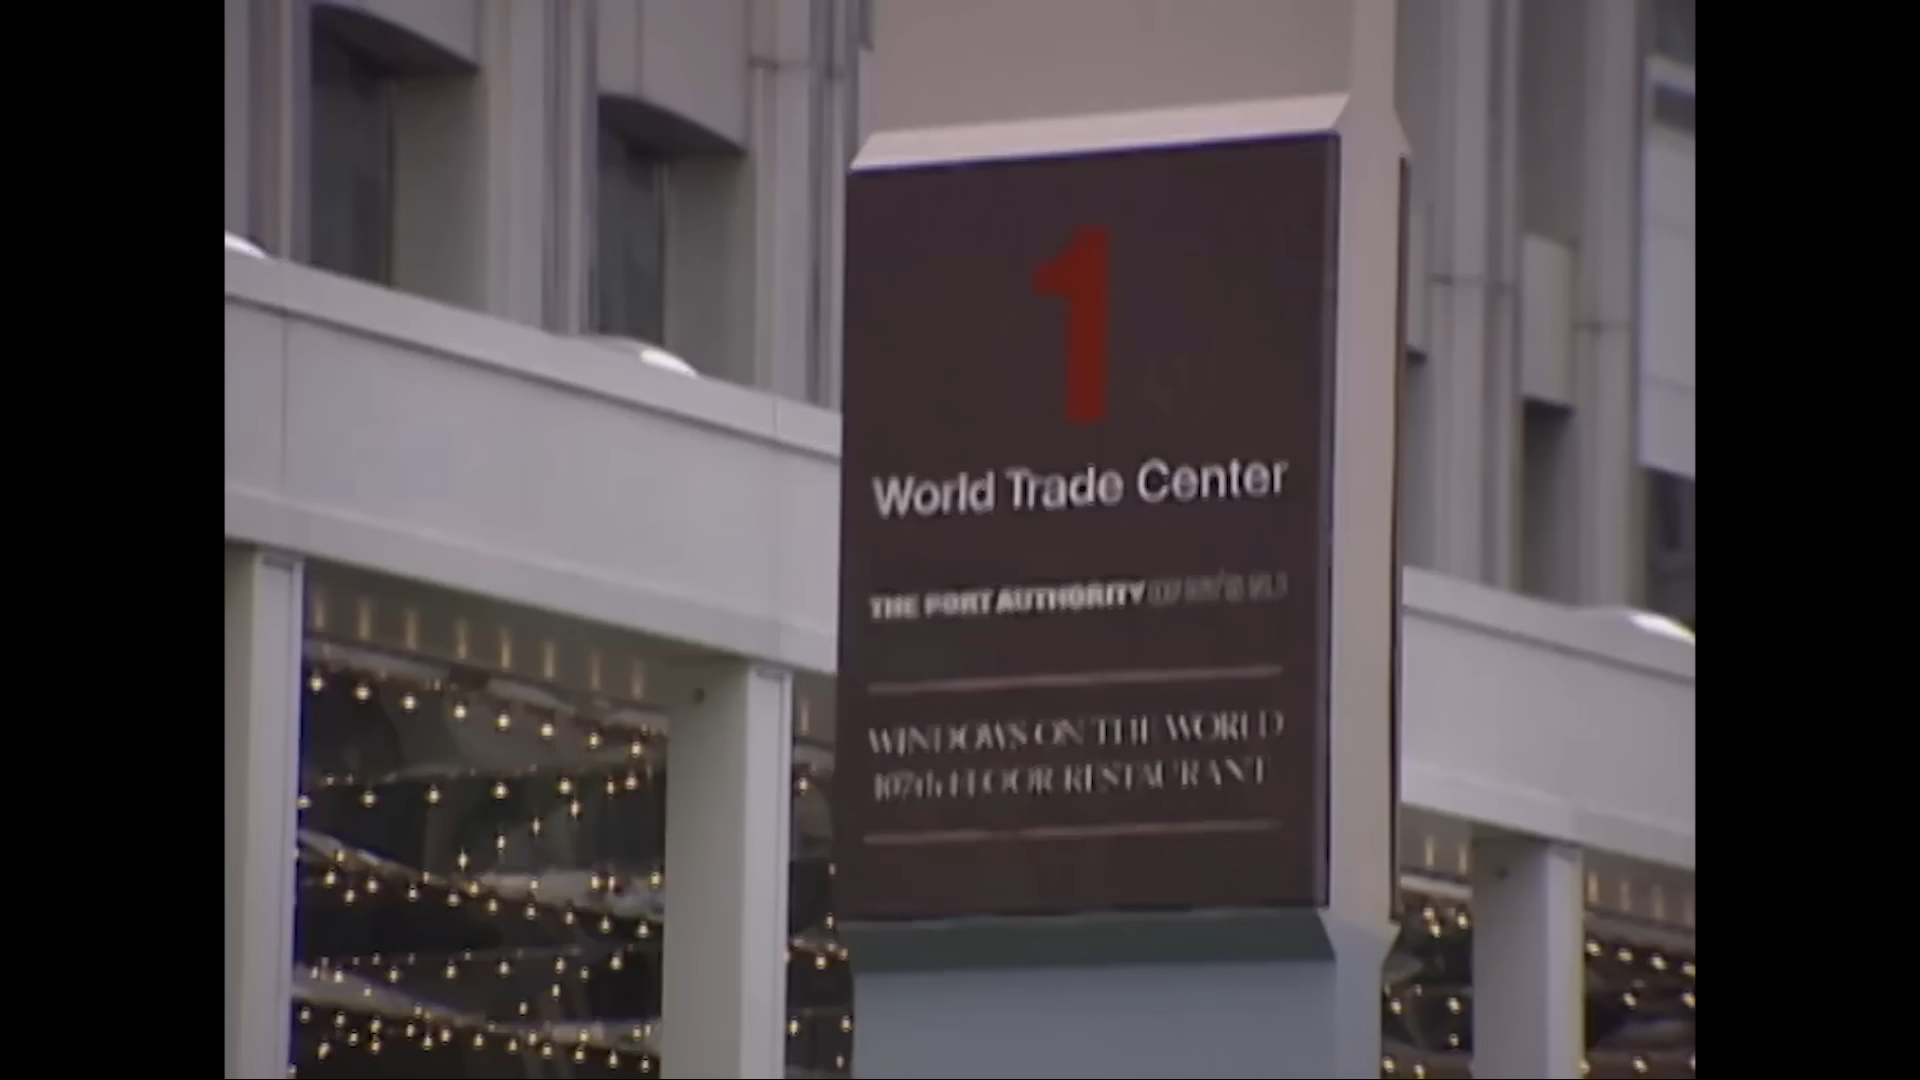 1
World Trade Center
THE PORT AUTHORITY
WINDOWS ON THE WORLD
107th FLOOR RESTAURANT